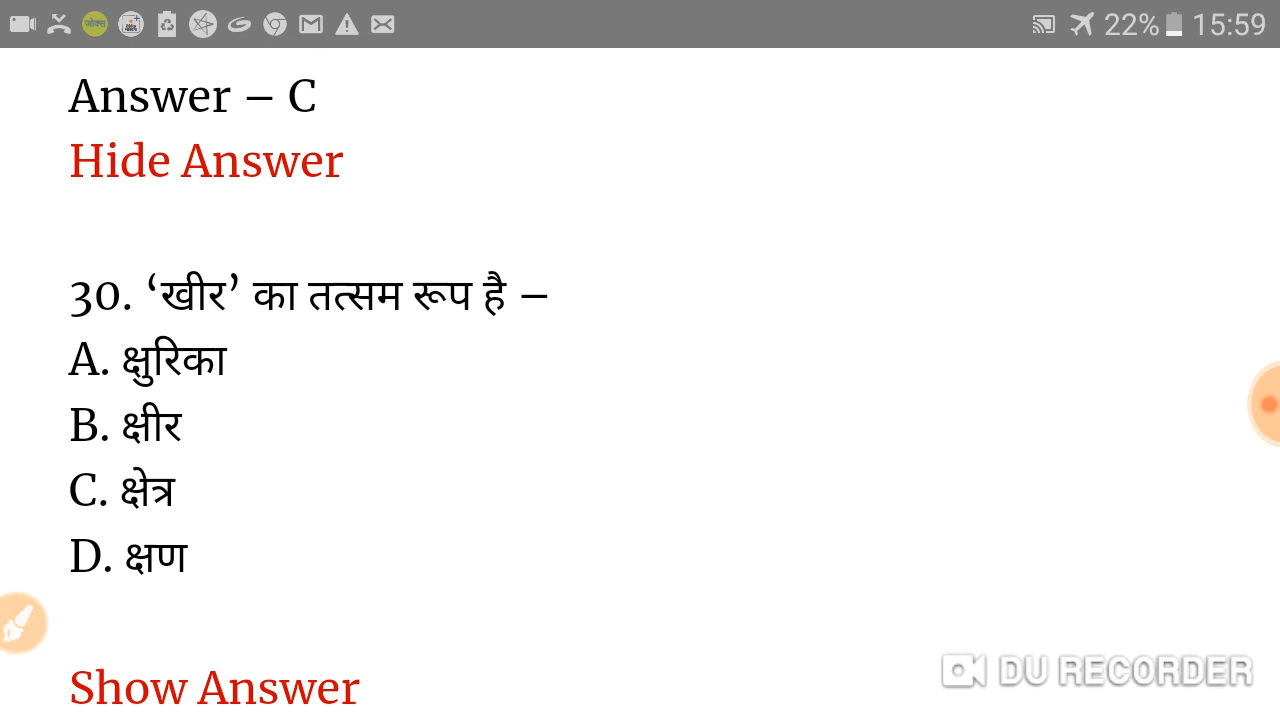 जोक्स
22% 15:59
Answer – C
Hide Answer
30. ‘खीर’ का तत्सम रूप है –
A. क्षुरिका
B. क्षीर
C. क्षेत्र
D. क्षण
Show Answer
DU RECORDER